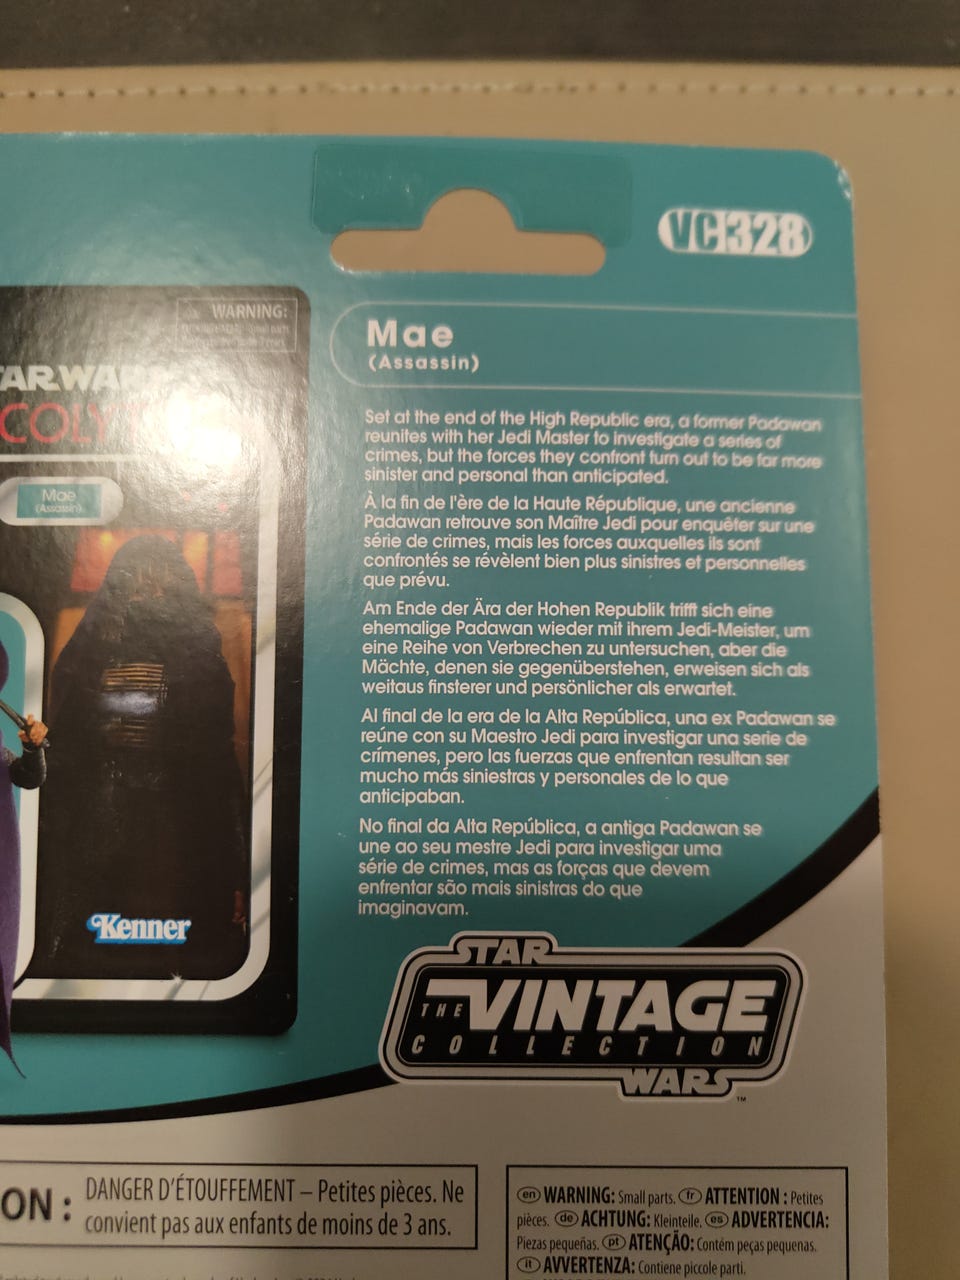 VC 328
WARNING:
STAR WARS
Mae
(Assassin)
Kenner
Mae
(Assassin)
Set at the end of the High Republic era, a former Padawan
reunites with her Jedi Master to investigate a series of
crimes, but the forces they confront turn out to be far more
sinister and personal than anticipated.
À la fin de l'ère de la Haute République, une ancienne
Padawan retrouve son Maître Jedi pour enquêter sur une
série de crimes, mais les forces auxquelles ils sont
confrontés se révèlent bien plus sinistres et personnelles
que prévu.
Am Ende der Ära der Hohen Republik trifft sich eine
ehemalige Padawan wieder mit ihrem Jedi-Meister, um
eine Reihe von Verbrechen zu untersuchen, aber die
Mächte, denen sie gegenüberstehen, erweisen sich als
weitaus finsterer und persönlicher als erwartet.
Al final de la era de la Alta República, una ex Padawan se
reúne con su Maestro Jedi para investigar una serie de
crímenes, pero las fuerzas que enfrentan resultan ser
mucho más siniestras y personales de lo que
anticipaban.
No final da Alta República, a antiga Padawan se
une ao seu mestre Jedi para investigar uma
série de crimes, mas as forças que devem
enfrentar são mais sinistras do que
imaginavam.
STAR
THE VINTAGE
COLLECTION
WARS
TM
ON : DANGER D'ÉTOUFFEMENT – Petites pièces. Ne
convient pas aux enfants de moins de 3 ans.
en WARNING: Small parts. fr ATTENTION : Petites
pièces. de ACHTUNG: Kleinteile. es ADVERTENCIA:
Piezas pequeñas. pt ATENÇÃO: Contém peças pequenas.
it AVVERTENZA: Contiene piccole parti.